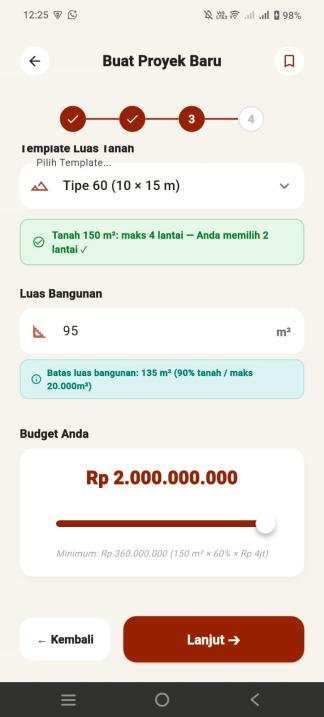 12:25
98%
Buat Proyek Baru
3
4
Template Luas Tanah
Pilih Template...
Tipe 60 (10 × 15 m)
Tanah 150 m²: maks 4 lantai — Anda memilih 2
lantai ✓
Luas Bangunan
95
m²
Batas luas bangunan: 135 m² (90% tanah / maks
20.000m²)
Budget Anda
Rp 2.000.000.000
Minimum: Rp 360.000.000 (150 m² × 60% × Rp 4jt)
← Kembali
Lanjut →